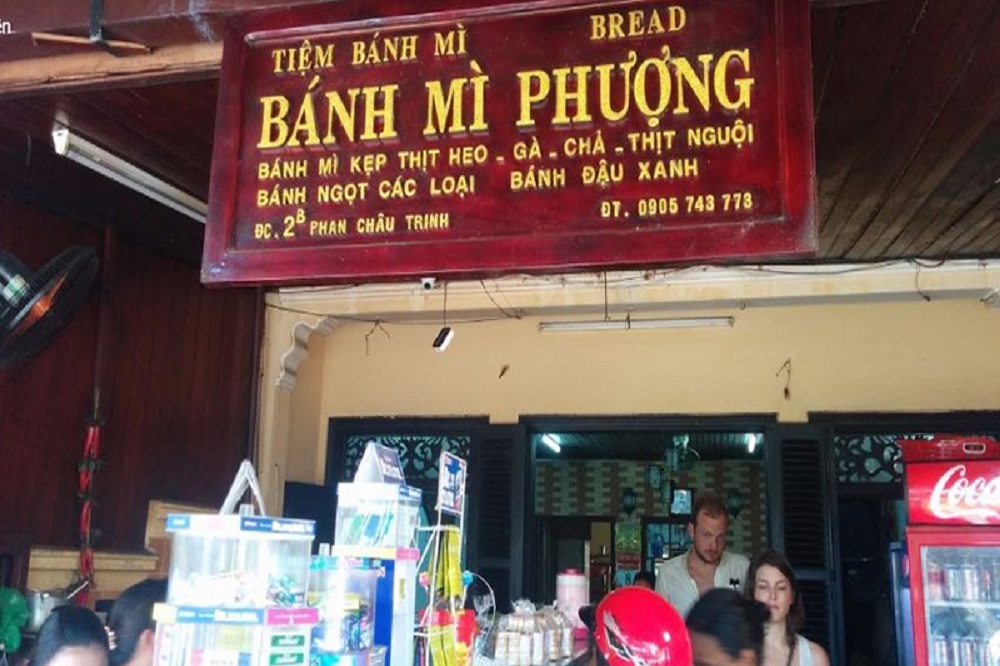 TIỆM BÁNH MÌ BREAD
BÁNH MÌ PHƯỢNG
BÁNH MÌ KẸP THỊT HEO - GÀ - CHẢ - THỊT NGUỘI
BÁNH NGỌT CÁC LOẠI BÁNH ĐẬU XANH
ĐC. 2B PHAN CHÂU TRINH ĐT. 0905 743 773
Coca